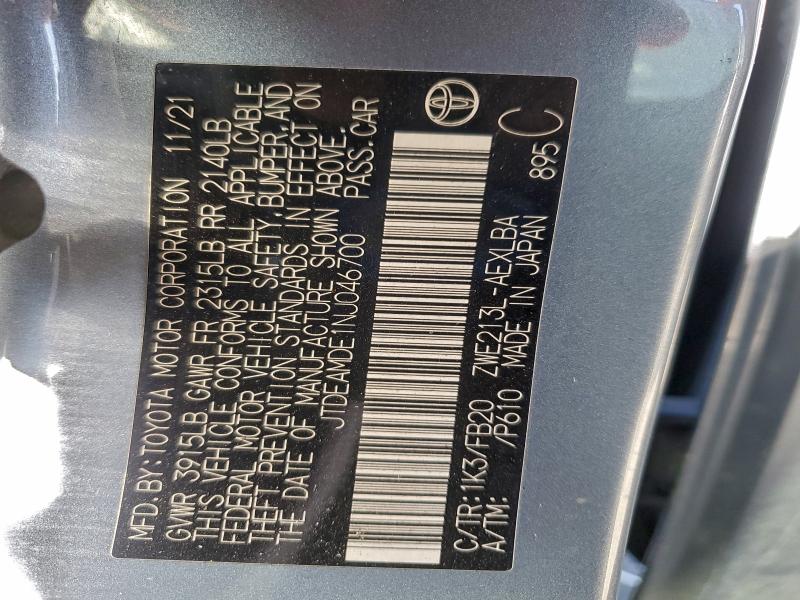 MFD. BY: TOYOTA MOTOR CORPORATION 11/21
GVWR 3915LB GAWR FR 2315LB RR 2140LB
THIS VEHICLE CONFORMS TO ALL APPLICABLE
FEDERAL MOTOR VEHICLE SAFETY, BUMPER, AND
THEFT PREVENTION STANDARDS IN EFFECT ON
THE DATE OF MANUFACTURE SHOWN ABOVE.
JTDEAMDE1NJ046700 PASS.CAR
C/TR: 1K3/FB20 ZWE213L-AEXLBA 895 C
A/TM: /P610 MADE IN JAPAN